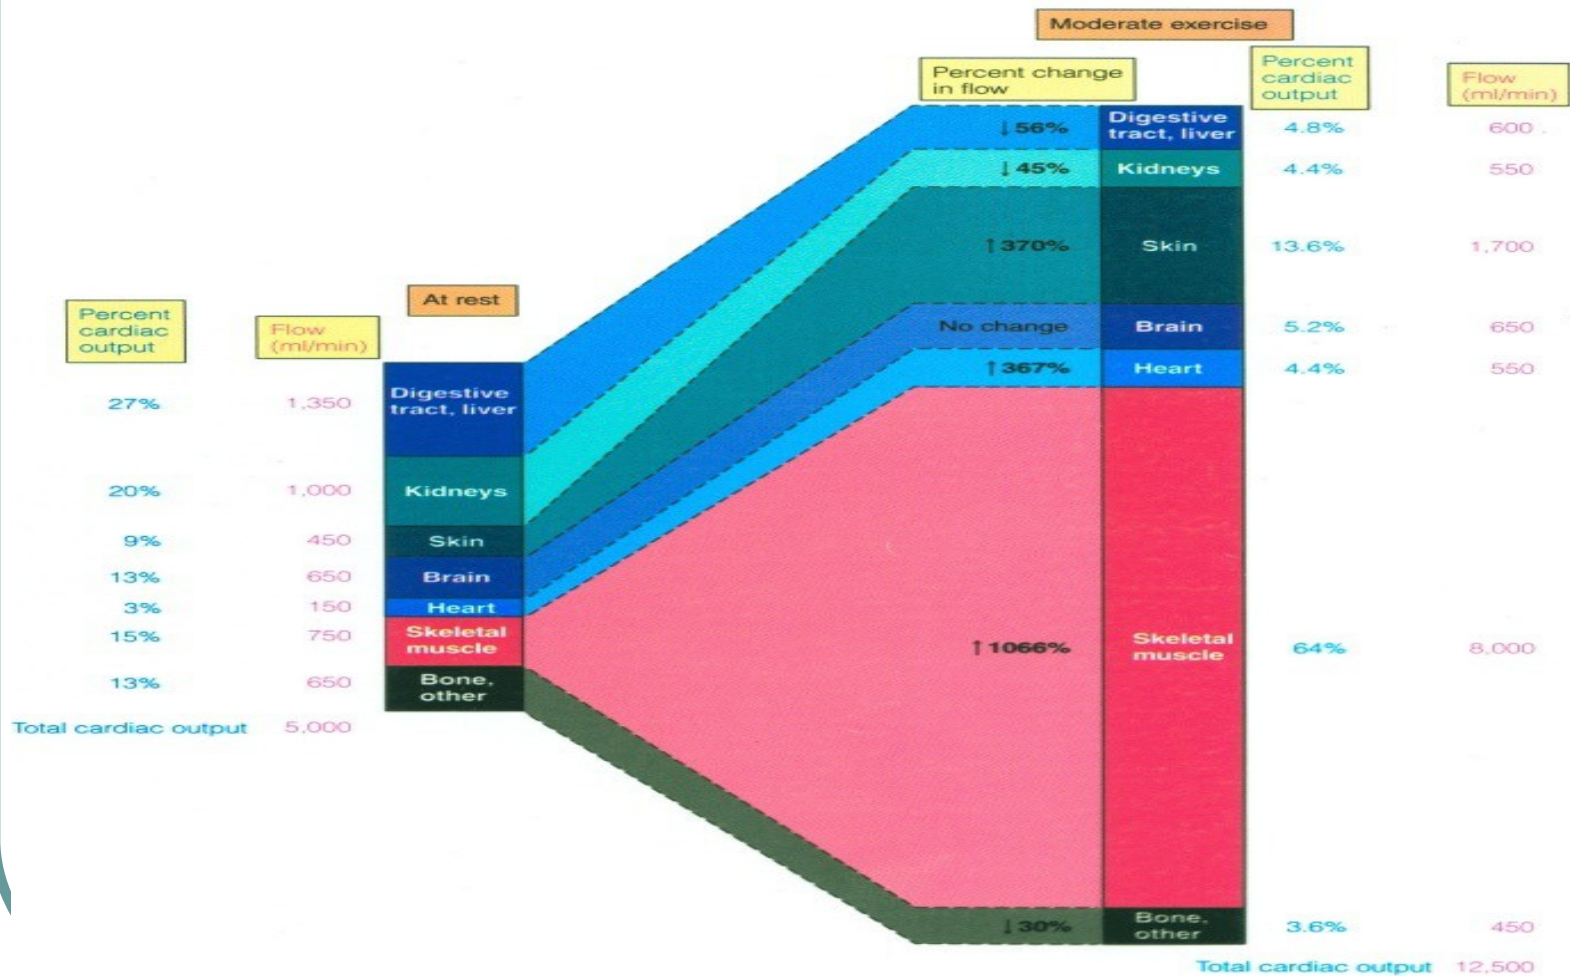 Moderate exercise
Percent change
in flow
Percent
cardiac
output
Flow
(ml/min)
↓ 56%
Digestive
tract, liver
4.8%
600
↓ 45%
Kidneys
4.4%
550
↑ 370%
Skin
13.6%
1,700
No change
Brain
5.2%
650
↑ 367%
Heart
4.4%
550
↑ 1066%
Skeletal
muscle
64%
8,000
↓ 30%
Bone,
other
3.6%
450
Total cardiac output 12,500
At rest
Percent
cardiac
output
Flow
(ml/min)
27%
1,350
Digestive
tract, liver
20%
1,000
Kidneys
9%
450
Skin
13%
650
Brain
3%
150
Heart
15%
750
Skeletal
muscle
13%
650
Bone,
other
Total cardiac output 5,000